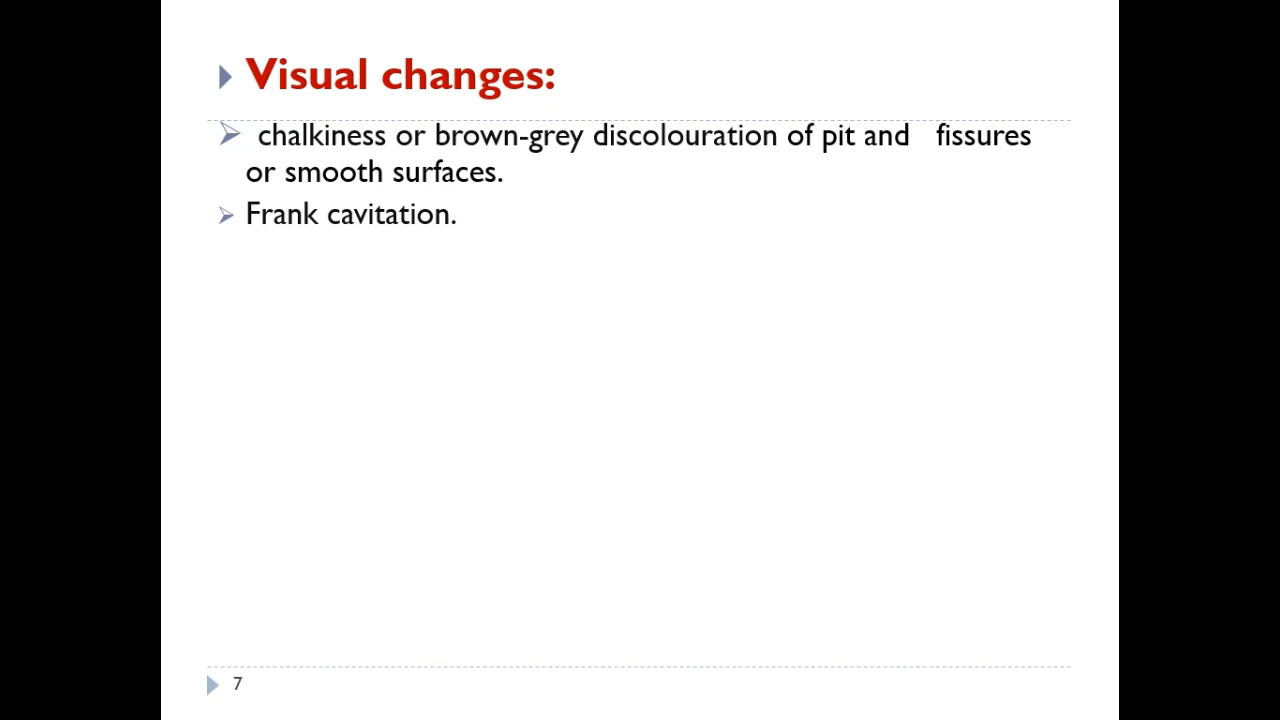 Visual changes:
chalkiness or brown-grey discolouration of pit and fissures
or smooth surfaces.
Frank cavitation.
7